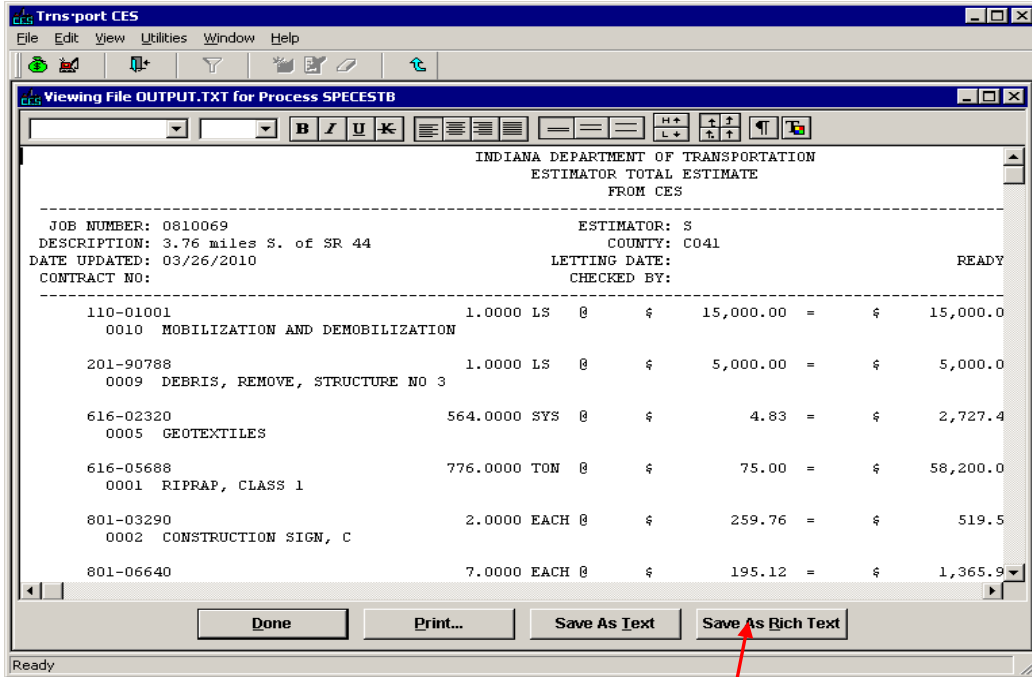 Trns·port CES
File Edit View Utilities Window Help
Viewing File OUTPUT.TXT for Process SPECESTB
B I U K H L
INDIANA DEPARTMENT OF TRANSPORTATION
ESTIMATOR TOTAL ESTIMATE
FROM CES
JOB NUMBER: 0810069 ESTIMATOR: S
DESCRIPTION: 3.76 miles S. of SR 44 COUNTY: C041
DATE UPDATED: 03/26/2010 LETTING DATE: READY
CONTRACT NO: CHECKED BY:
110-01001 1.0000 LS @ $ 15,000.00 = $ 15,000.0
0010 MOBILIZATION AND DEMOBILIZATION
201-90788 1.0000 LS @ $ 5,000.00 = $ 5,000.0
0009 DEBRIS, REMOVE, STRUCTURE NO 3
616-02320 564.0000 SYS @ $ 4.83 = $ 2,727.4
0005 GEOTEXTILES
616-05688 776.0000 TON @ $ 75.00 = $ 58,200.0
0001 RIPRAP, CLASS 1
801-03290 2.0000 EACH @ $ 259.76 = $ 519.5
0002 CONSTRUCTION SIGN, C
801-06640 7.0000 EACH @ $ 195.12 = $ 1,365.9
Done Print... Save As Text Save As Rich Text
Ready